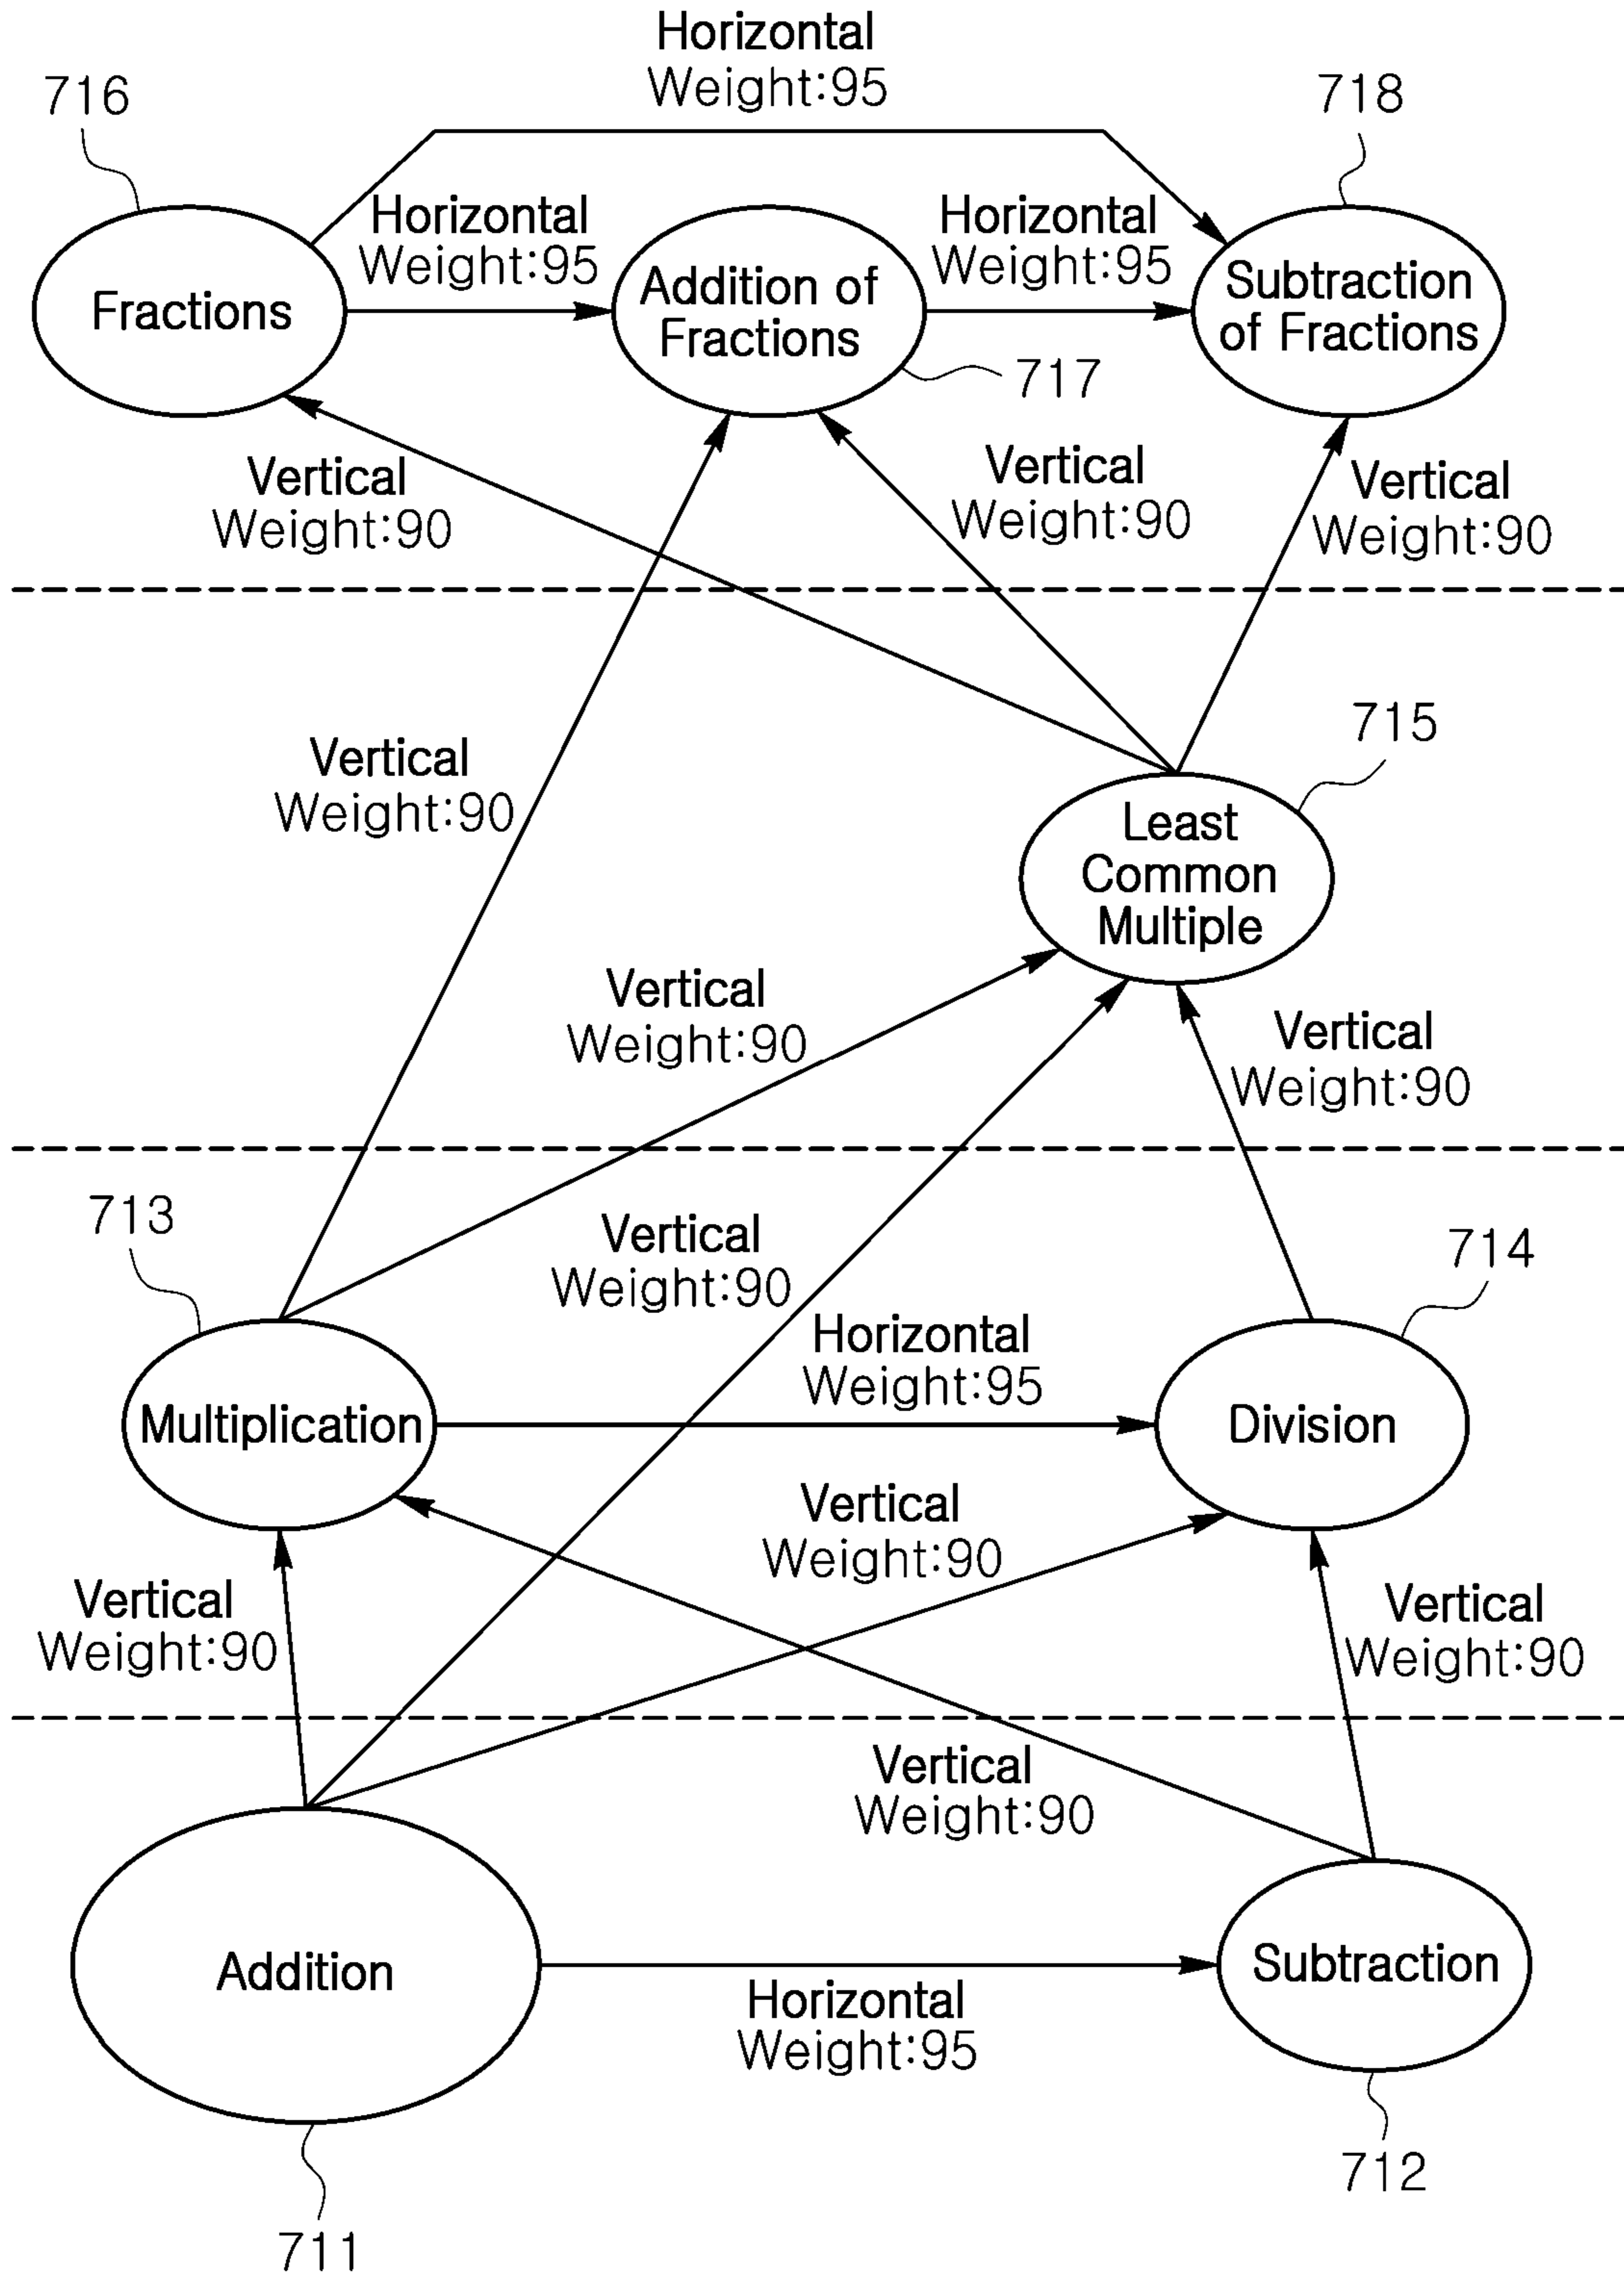 Horizontal
Weight:95
716
718
Horizontal
Weight:95
Horizontal
Weight:95
Fractions
Addition of
Fractions
Subtraction
of Fractions
717
Vertical
Weight:90
Vertical
Weight:90
Vertical
Weight:90
715
Vertical
Weight:90
Least
Common
Multiple
Vertical
Weight:90
Vertical
Weight:90
713
Vertical
Weight:90
714
Horizontal
Weight:95
Multiplication
Division
Vertical
Weight:90
Vertical
Weight:90
Vertical
Weight:90
Vertical
Weight:90
Addition
Subtraction
Horizontal
Weight:95
712
711